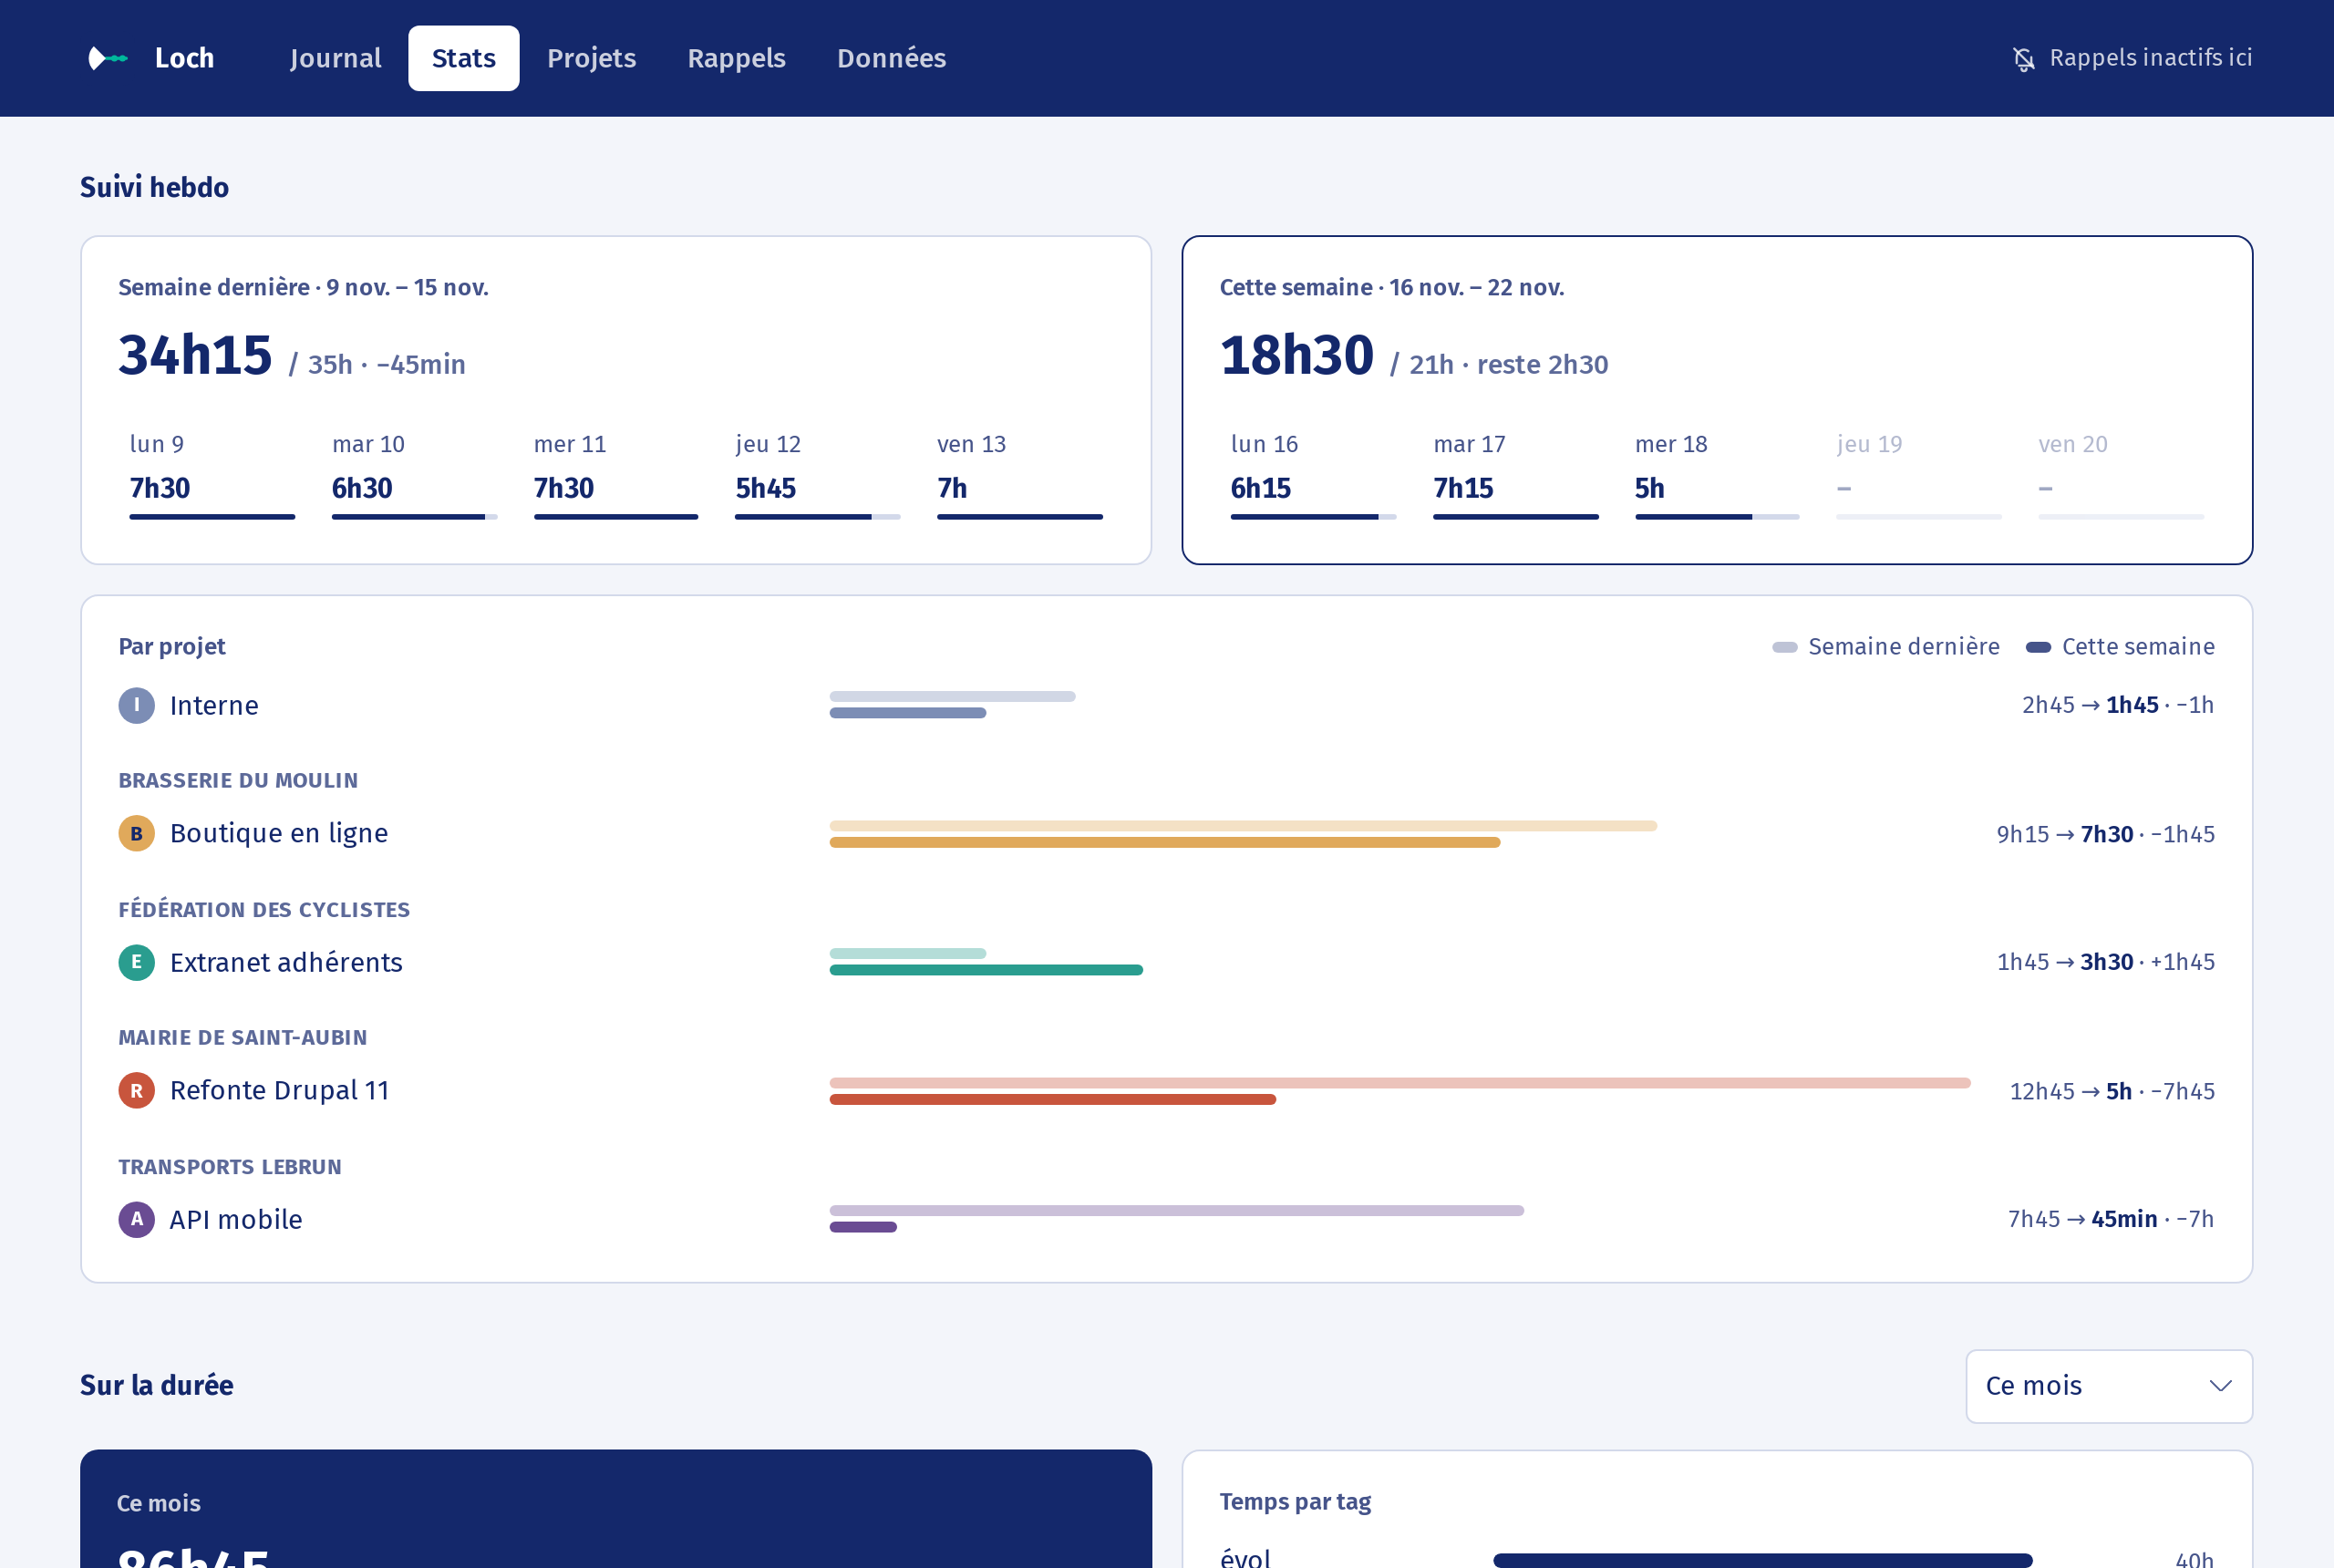 Loch Journal Stats Projets Rappels Données Rappels inactifs ici
Suivi hebdo
Semaine dernière · 9 nov. – 15 nov.
34h15 / 35h · −45min
lun 9 mar 10 mer 11 jeu 12 ven 13
7h30 6h30 7h30 5h45 7h
Cette semaine · 16 nov. – 22 nov.
18h30 / 21h · reste 2h30
lun 16 mar 17 mer 18 jeu 19 ven 20
6h15 7h15 5h – –
Par projet Semaine dernière Cette semaine
I Interne 2h45 → 1h45 · −1h
BRASSERIE DU MOULIN
B Boutique en ligne 9h15 → 7h30 · −1h45
FÉDÉRATION DES CYCLISTES
E Extranet adhérents 1h45 → 3h30 · +1h45
MAIRIE DE SAINT-AUBIN
R Refonte Drupal 11 12h45 → 5h · −7h45
TRANSPORTS LEBRUN
A API mobile 7h45 → 45min · −7h
Sur la durée Ce mois
Ce mois
86h45
Temps par tag
évol 40h